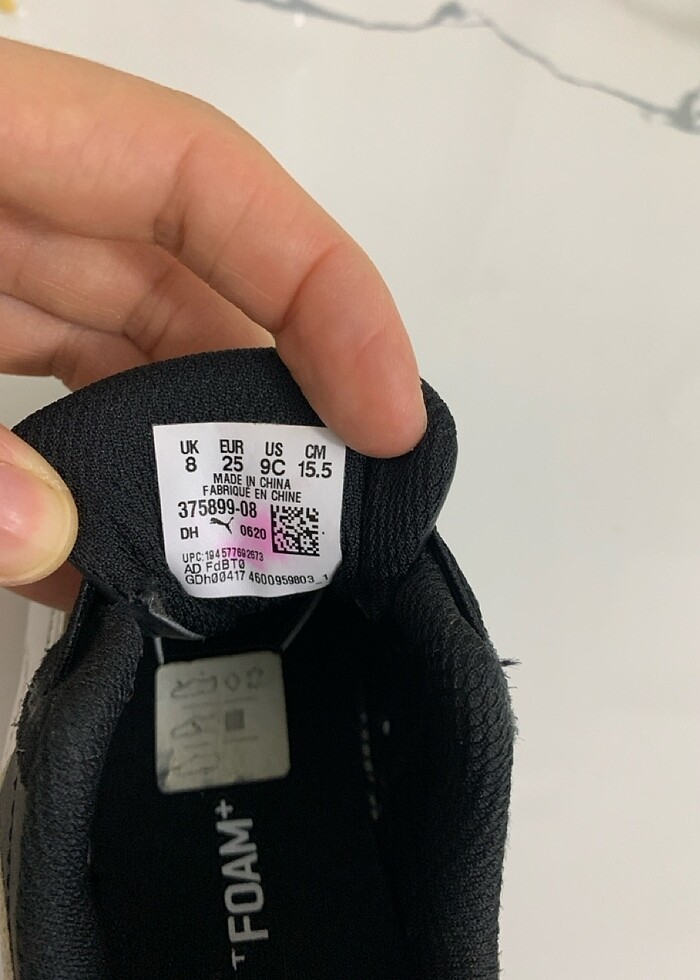 UK EUR US CM
8 25 9C 15.5
MADE IN CHINA
FABRIQUÉ EN CHINE
375899-08
DH 0620
UPC:194577692673
AD FdBT0
GDh00417 4600959803_1
T FOAM+